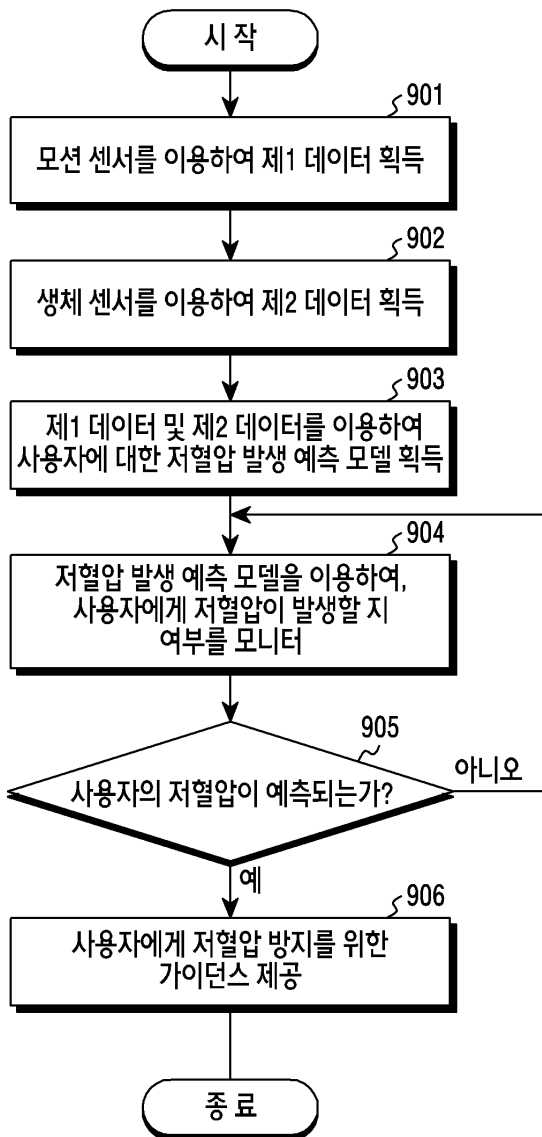 시작
901
모션 센서를 이용하여 제1 데이터 획득
902
생체 센서를 이용하여 제2 데이터 획득
903
제1 데이터 및 제2 데이터를 이용하여
사용자에 대한 저혈압 발생 예측 모델 획득
904
저혈압 발생 예측 모델을 이용하여,
사용자에게 저혈압이 발생할 지
여부를 모니터
905
사용자의 저혈압이 예측되는가?
아니오
예
906
사용자에게 저혈압 방지를 위한
가이던스 제공
종료